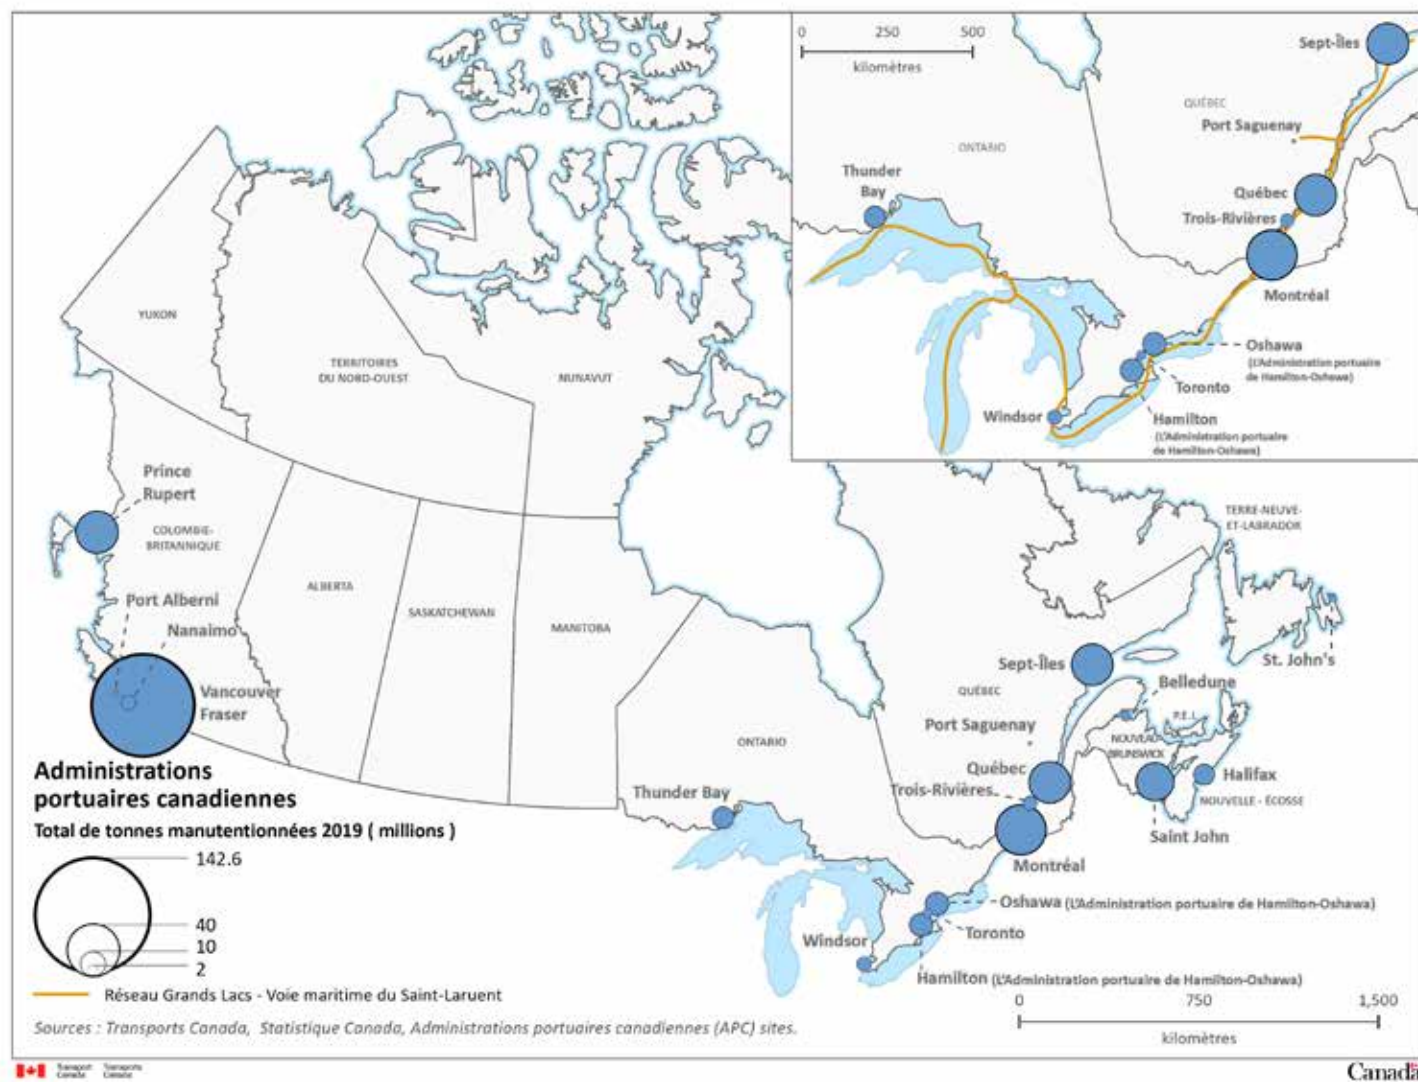 0 250 500
kilomètres
Sept-Îles
QUÉBEC
Port Saguenay
ONTARIO
Thunder
Bay
Québec
Trois-Rivières
Montréal
Oshawa
(L'Administration portuaire
de Hamilton-Oshawa)
Toronto
Windsor
Hamilton
(L'Administration portuaire
de Hamilton-Oshawa)
YUKON
TERRITOIRES
DU NORD-OUEST
NUNAVUT
Prince
Rupert
COLOMBIE-
BRITANNIQUE
ALBERTA
SASKATCHEWAN
MANITOBA
Port Alberni
Nanaimo
Vancouver
Fraser
TERRE-NEUVE-
ET-LABRADOR
St. John's
Sept-Îles
QUÉBEC
Belledune
P.E.I.
Port Saguenay
NOUVEAU
BRUNSWICK
ONTARIO
Québec
Halifax
Trois-Rivières
NOUVELLE - ÉCOSSE
Thunder Bay
Saint John
Montréal
Oshawa (L'Administration portuaire de Hamilton-Oshawa)
Toronto
Windsor
Hamilton (L'Administration portuaire de Hamilton-Oshawa)
Administrations
portuaires canadiennes
Total de tonnes manutentionnées 2019 ( millions )
142.6
40
10
2
Réseau Grands Lacs - Voie maritime du Saint-Laruent
0 750 1,500
kilomètres
Sources : Transports Canada, Statistique Canada, Administrations portuaires canadiennes (APC) sites.
Transport Transports
Canada Canada
Canada